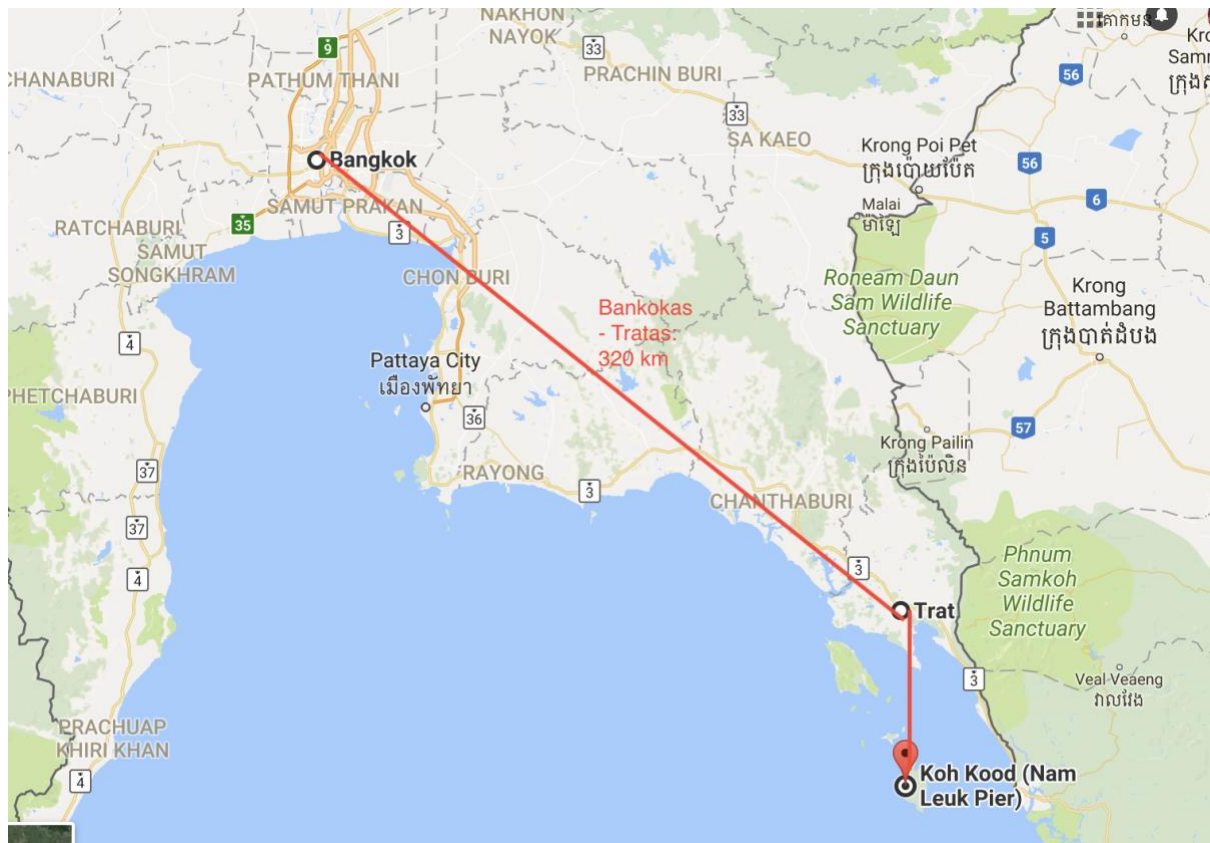 NAKHON
NAYOK
គោកមន
9
CHANABURI
PATHUM THANI
33
PRACHIN BURI
56
33
SA KAEO
Krong Poi Pet
ក្រុងប៉ោយប៉ែត
56
Bangkok
SAMUT PRAKAN
Malai
ម៉ាឡៃ
6
RATCHABURI
35
3
5
SAMUT
SONGKHRAM
CHON BURI
Roneam Daun
Sam Wildlife
Sanctuary
Krong
Battambang
ក្រុងបាត់ដំបង
Bankokas
- Tratas:
320 km
4
Pattaya City
เมืองพัทยา
PHETCHABURI
36
57
Krong Pailin
ក្រុងប៉ៃលិន
37
RAYONG
3
CHANTHABURI
37
4
3
Phnum
Samkoh
Wildlife
Sanctuary
Trat
3
Veal Veaeng
វាលវែង
PRACHUAP
KHIRI KHAN
4
Koh Kood (Nam
Leuk Pier)